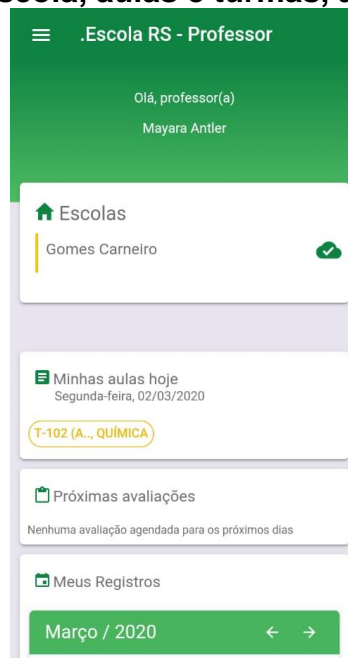 .Escola RS - Professor
Olá, professor(a)
Mayara Antler
Escolas
Gomes Carneiro
Minhas aulas hoje
Segunda-feira, 02/03/2020
T-102 (A.., QUÍMICA
Próximas avaliações
Nenhuma avaliação agendada para os próximos dias
Meus Registros
Março / 2020